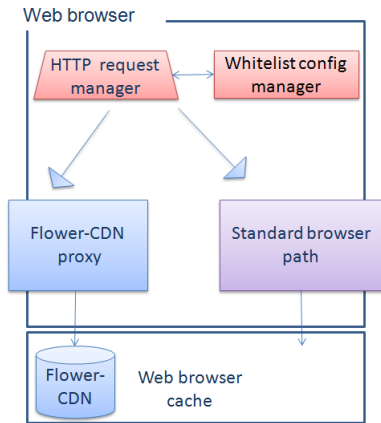 Web browser
HTTP request
manager
Whitelist config
manager
Flower-CDN
proxy
Standard browser
path
Flower-
CDN
Web browser
cache